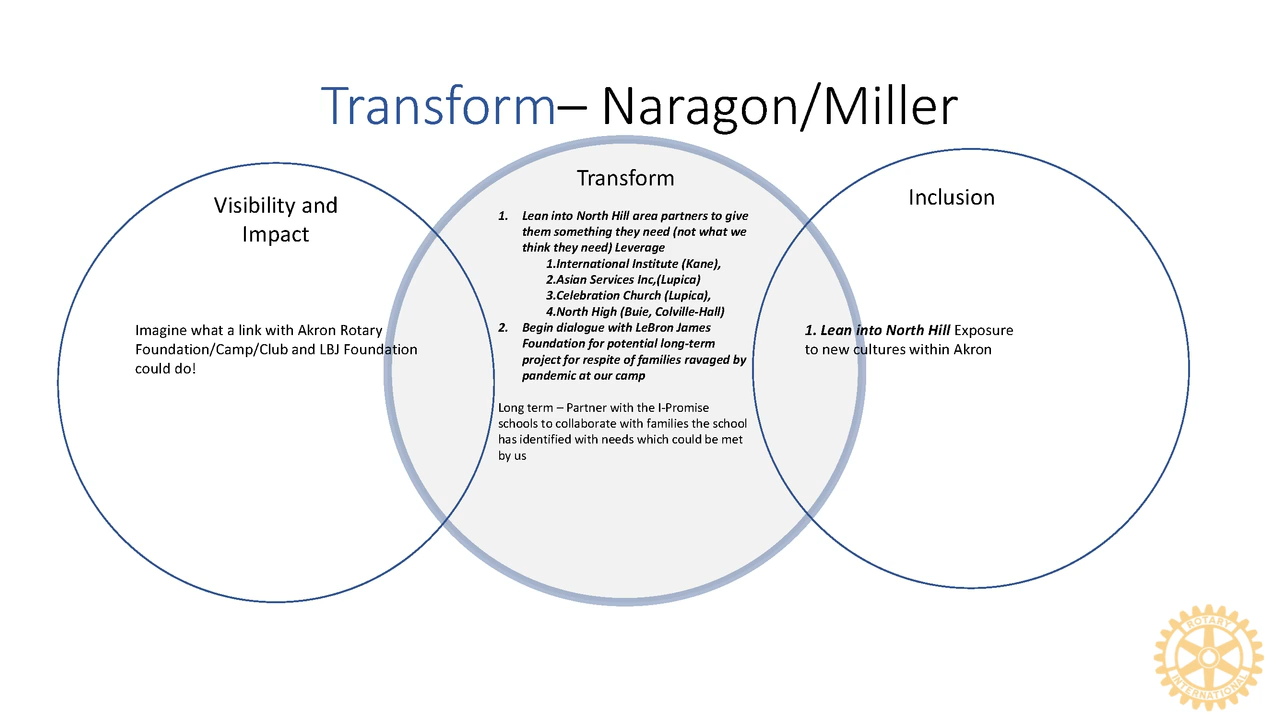 Transform– Naragon/Miller
Visibility and
Impact
Imagine what a link with Akron Rotary
Foundation/Camp/Club and LBJ Foundation
could do!
Transform
1. Lean into North Hill area partners to give
them something they need (not what we
think they need) Leverage
1.International Institute (Kane),
2.Asian Services Inc,(Lupica)
3.Celebration Church (Lupica),
4.North High (Buie, Colville-Hall)
2. Begin dialogue with LeBron James
Foundation for potential long-term
project for respite of families ravaged by
pandemic at our camp
Long term – Partner with the I-Promise
schools to collaborate with families the school
has identified with needs which could be met
by us
Inclusion
1. Lean into North Hill Exposure
to new cultures within Akron
ROTARY
INTERNATIONAL